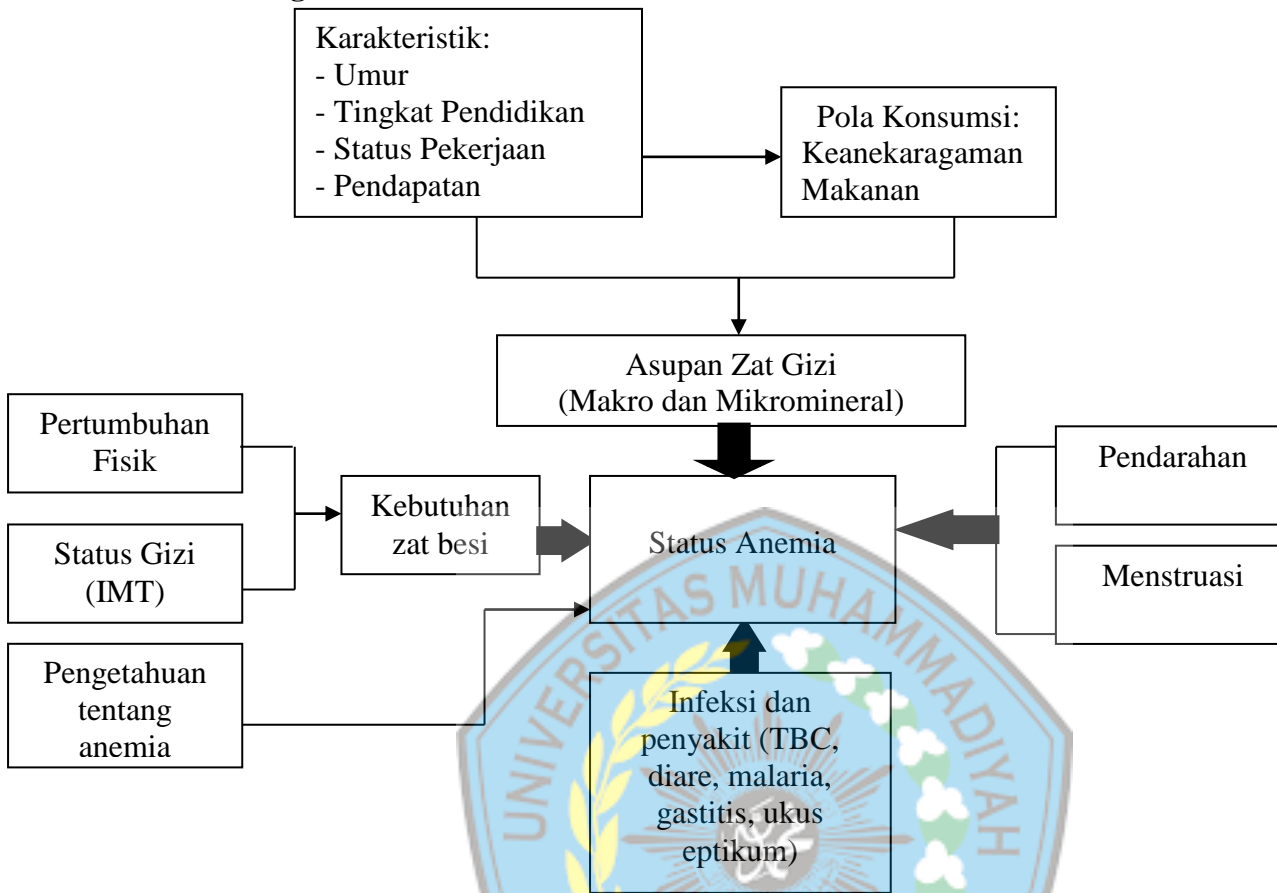 Karakteristik:
- Umur
- Tingkat Pendidikan
- Status Pekerjaan
- Pendapatan
Pola Konsumsi:
Keanekaragaman
Makanan
Asupan Zat Gizi
(Makro dan Mikromineral)
Pertumbuhan
Fisik
Status Gizi
(IMT)
Kebutuhan
zat besi
Status Anemia
Pendarahan
Menstruasi
Pengetahuan
tentang
anemia
Infeksi dan
penyakit (TBC,
diare, malaria,
gastitis, ukus
eptikum)
UNIVERSITAS MUHAMMADIYAH